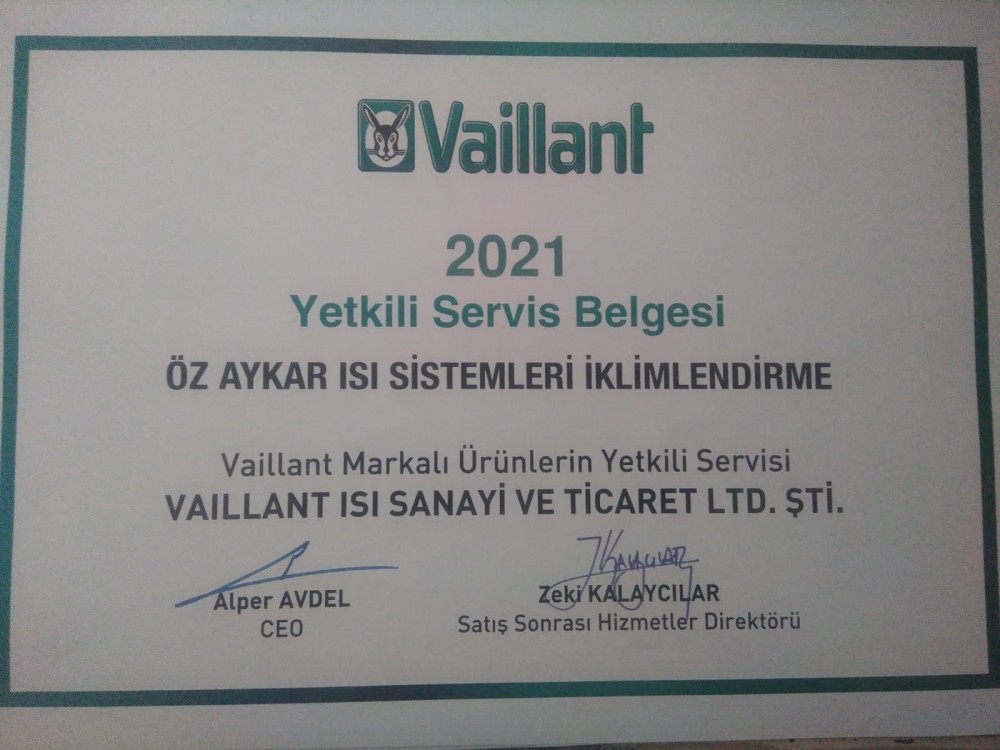 Vaillant
2021
Yetkili Servis Belgesi
ÖZ AYKAR ISI SİSTEMLERİ İKLİMLENDİRME
Vaillant Markalı Ürünlerin Yetkili Servisi
VAILLANT ISI SANAYİ VE TİCARET LTD. ŞTİ.
Alper AVDEL
CEO
Zeki KALAYCILAR
Satış Sonrası Hizmetler Direktörü